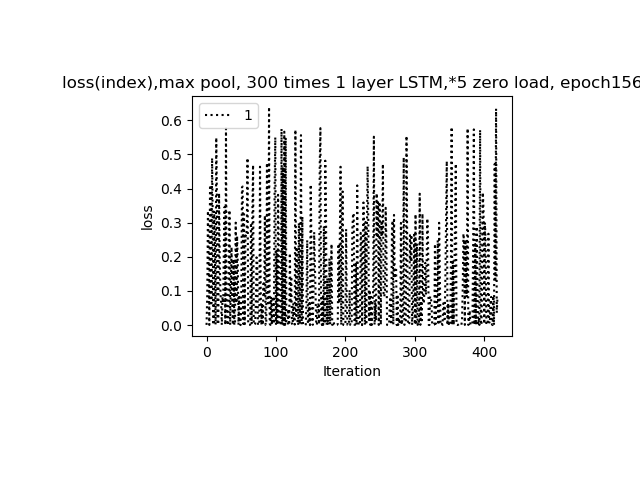 loss(index),max pool, 300 times 1 layer LSTM,*5 zero load, epoch156
1
0.6
0.5
0.4
0.3
0.2
0.1
0.0
loss
0 100 200 300 400
Iteration